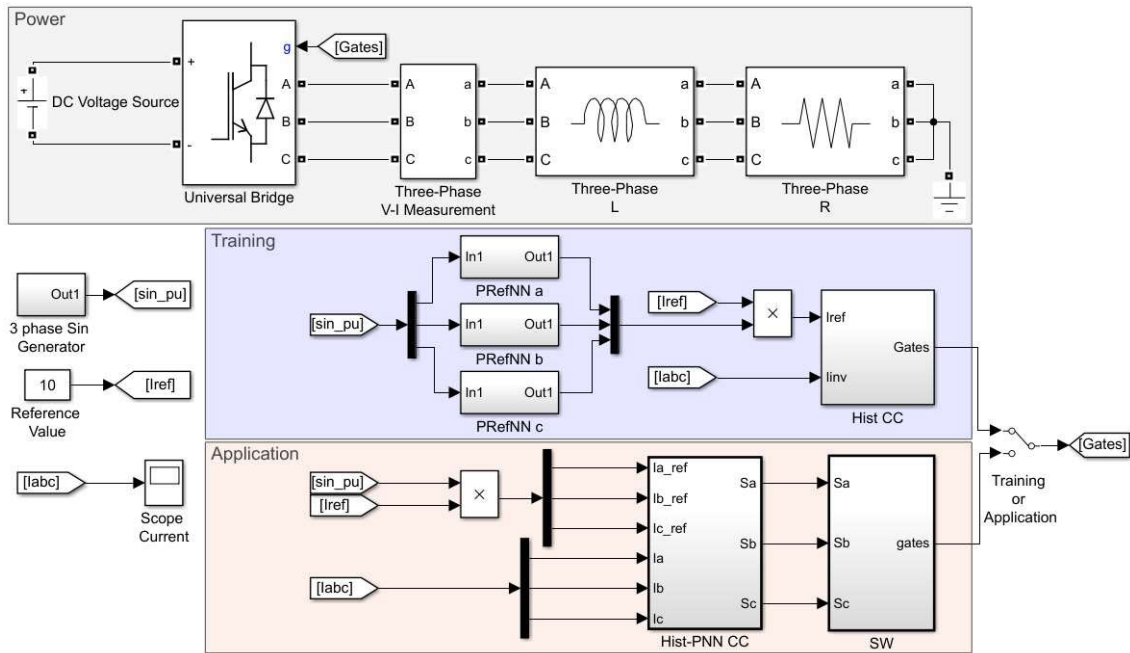 Power
DC Voltage Source
+
+
-
g
A
B
C
Universal Bridge
[Gates]
A
B
C
a
b
c
Three-Phase
V-I Measurement
A
B
C
a
b
c
Three-Phase
L
A
B
C
a
b
c
Three-Phase
R
Out1
[sin_pu]
3 phase Sin
Generator
10
[Iref]
Reference
Value
[Iabc]
Scope
Current
Training
[sin_pu]
In1
Out1
PRefNN a
In1
Out1
PRefNN b
In1
Out1
PRefNN c
[Iref]
×
[Iabc]
Iref
Iinv
Gates
Hist CC
Application
[sin_pu]
[Iref]
×
[Iabc]
Ia_ref
Ib_ref
Ic_ref
Ia
Ib
Ic
Sa
Sb
Sc
Hist-PNN CC
Sa
Sb
Sc
gates
SW
[Gates]
Training
or
Application